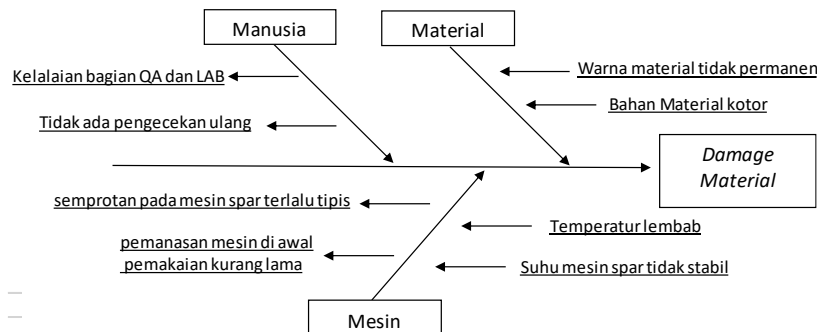 Manusia
Material
Kelalaian bagian QA dan LAB
Warna material tidak permanen
Bahan Material kotor
Tidak ada pengecekan ulang
Damage
Material
semprotan pada mesin spar terlalu tipis
Temperatur lembab
pemanasan mesin di awal
pemakaian kurang lama
Suhu mesin spar tidak stabil
Mesin